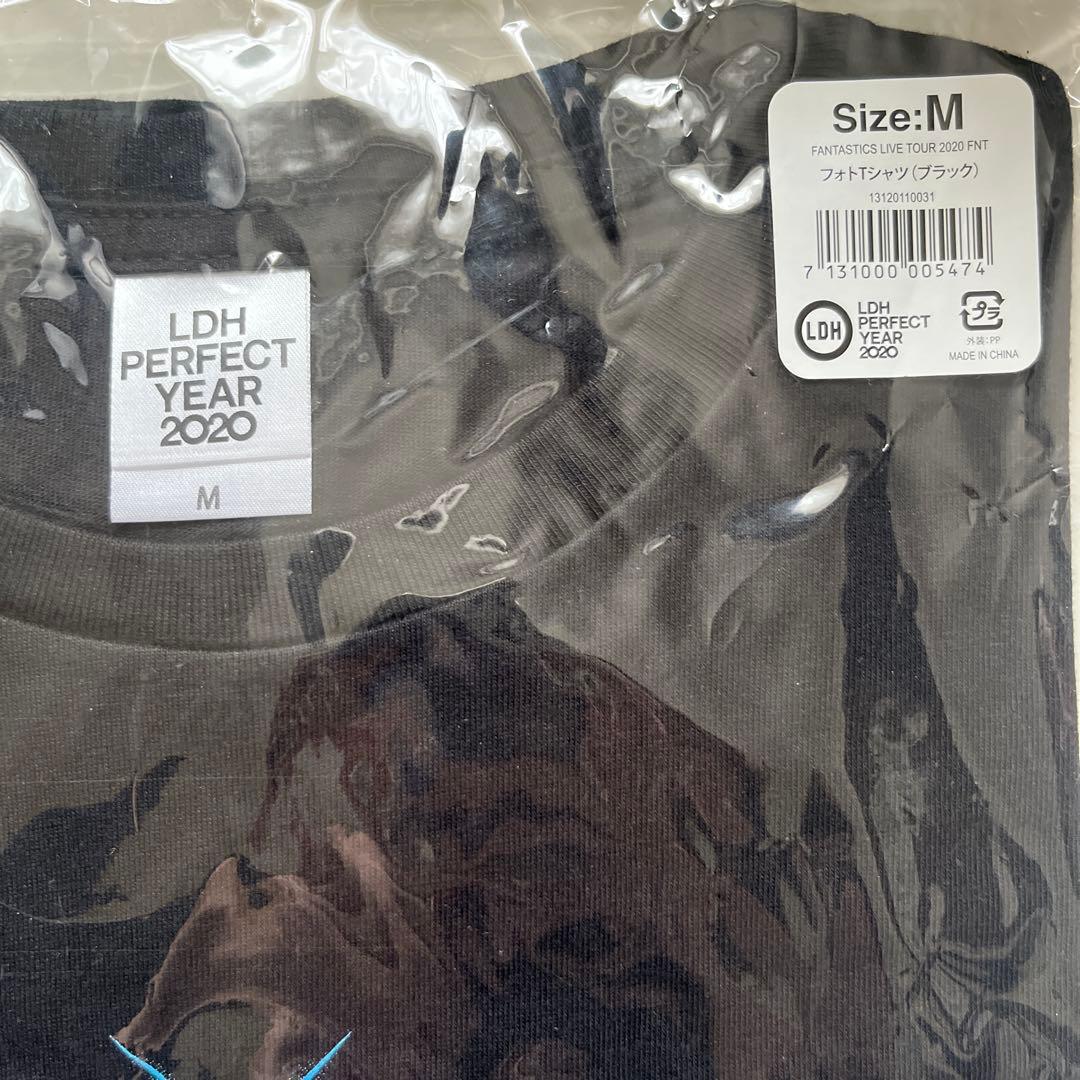 Size:M
FANTASTICS LIVE TOUR 2020 FNT
フォトTシャツ(ブラック)
13120110031
7 131000 005474
LDH
LDH
PERFECT
YEAR
2020
プラ
外装:PP
MADE IN CHINA
LDH
PERFECT
YEAR
2020
M